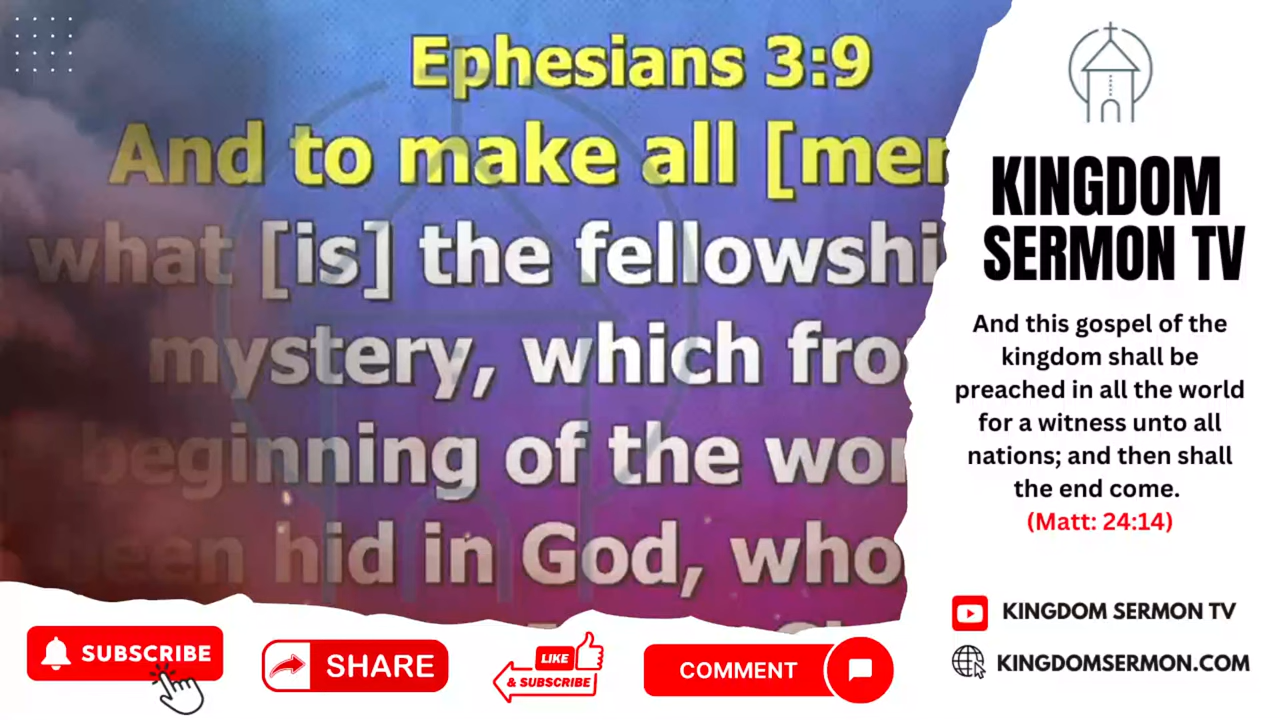 Ephesians 3:9
And to make all [men
what [is] the fellowshi
mystery, which fro
beginning of the wor
been hid in God, who
KINGDOM
SERMON TV
And this gospel of the
kingdom shall be
preached in all the world
for a witness unto all
nations; and then shall
the end come.
(Matt: 24:14)
KINGDOM SERMON TV
KINGDOMSERMON.COM
SUBSCRIBE
SHARE
LIKE
& SUBSCRIBE
COMMENT